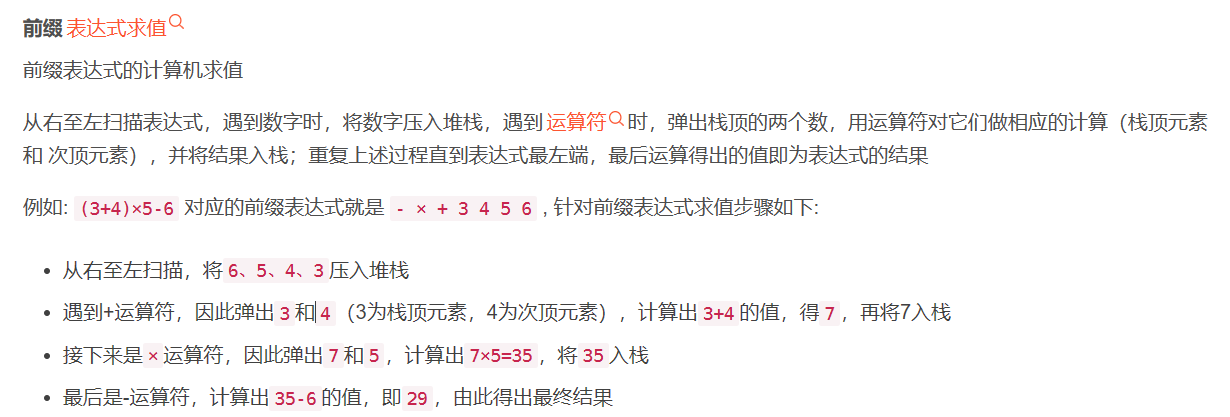 前缀 表达式求值
前缀表达式的计算机求值
从右至左扫描表达式，遇到数字时，将数字压入堆栈，遇到 运算符 时，弹出栈顶的两个数，用运算符对它们做相应的计算（栈顶元素
和 次顶元素），并将结果入栈；重复上述过程直到表达式最左端，最后运算得出的值即为表达式的结果
例如: (3+4)×5-6 对应的前缀表达式就是 - × + 3 4 5 6 , 针对前缀表达式求值步骤如下:
• 从右至左扫描，将 6、5、4、3 压入堆栈
• 遇到+运算符，因此弹出 3 和 4 （3为栈顶元素，4为次顶元素），计算出 3+4 的值，得 7 ，再将7入栈
• 接下来是 × 运算符，因此弹出 7 和 5 ，计算出 7×5=35 ，将 35 入栈
• 最后是-运算符，计算出 35-6 的值，即 29 ，由此得出最终结果